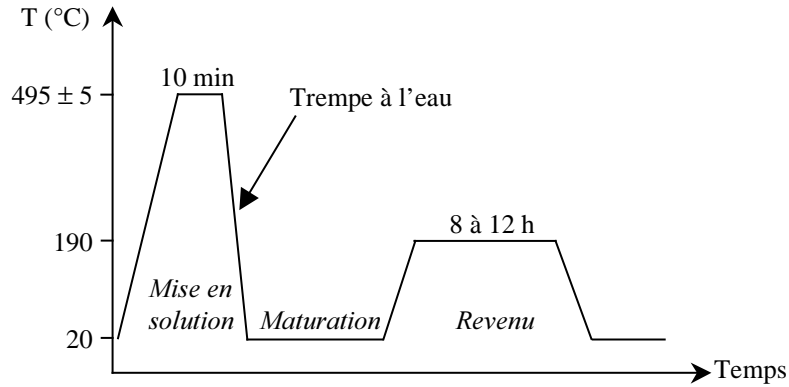 T (°C)
10 min
495 ± 5
Trempe à l’eau
190
8 à 12 h
Mise en
solution
Maturation
Revenu
20
Temps